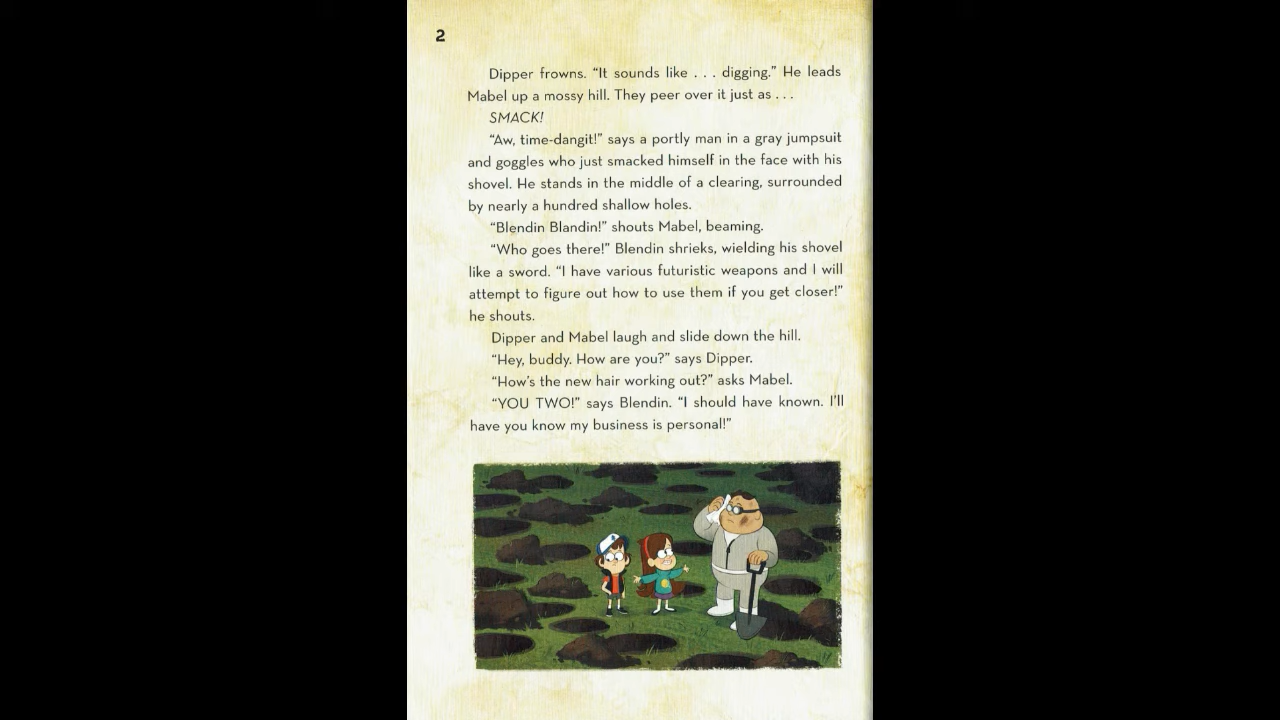 2
Dipper frowns. “It sounds like . . . digging.” He leads
Mabel up a mossy hill. They peer over it just as . . .
SMACK!
“Aw, time-dangit!” says a portly man in a gray jumpsuit
and goggles who just smacked himself in the face with his
shovel. He stands in the middle of a clearing, surrounded
by nearly a hundred shallow holes.
“Blendin Blandin!” shouts Mabel, beaming.
“Who goes there!” Blendin shrieks, wielding his shovel
like a sword. “I have various futuristic weapons and I will
attempt to figure out how to use them if you get closer!”
he shouts.
Dipper and Mabel laugh and slide down the hill.
“Hey, buddy. How are you?” says Dipper.
“How’s the new hair working out?” asks Mabel.
“YOU TWO!” says Blendin. “I should have known. I’ll
have you know my business is personal!”